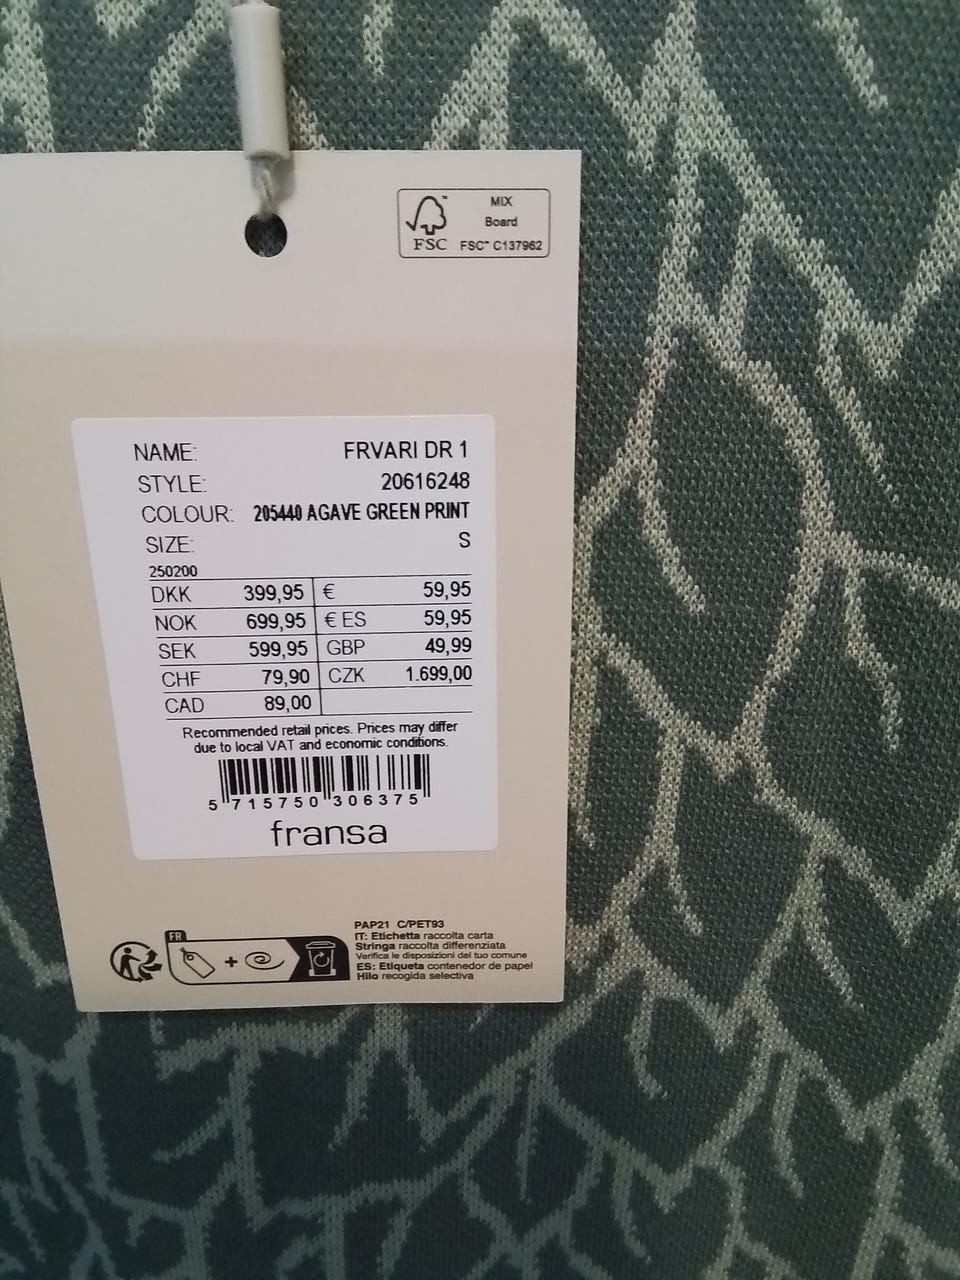 MIX
Board
FSC
FSC™ C137962
NAME: FRVARI DR 1
STYLE: 20616248
COLOUR: 205440 AGAVE GREEN PRINT
SIZE: S
250200
DKK 399,95 € 59,95
NOK 699,95 € ES 59,95
SEK 599,95 GBP 49,99
CHF 79,90 CZK 1.699,00
CAD 89,00
Recommended retail prices. Prices may differ
due to local VAT and economic conditions.
5 715750 306375
fransa
FR
+
PAP21 C/PET93
IT: Etichetta raccolta carta
Stringa raccolta differenziata
Verifica le disposizioni del tuo comune
ES: Etiqueta contenedor de papel
Hilo recogida selectiva